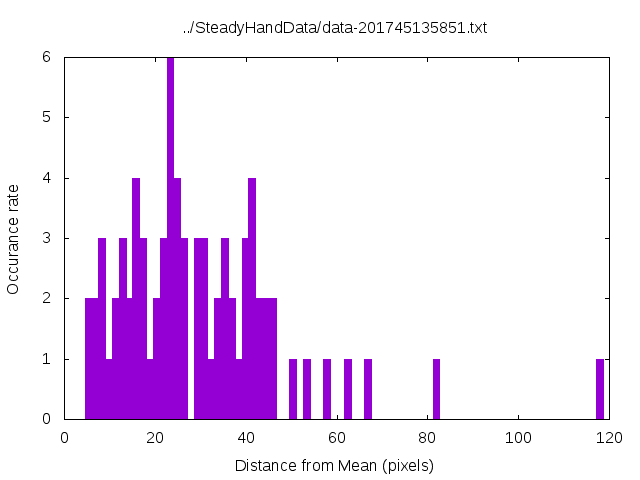 ../SteadyHandData/data-201745135851.txt
6
5
4
3
2
1
0
Occurance rate
0 20 40 60 80 100 120
Distance from Mean (pixels)